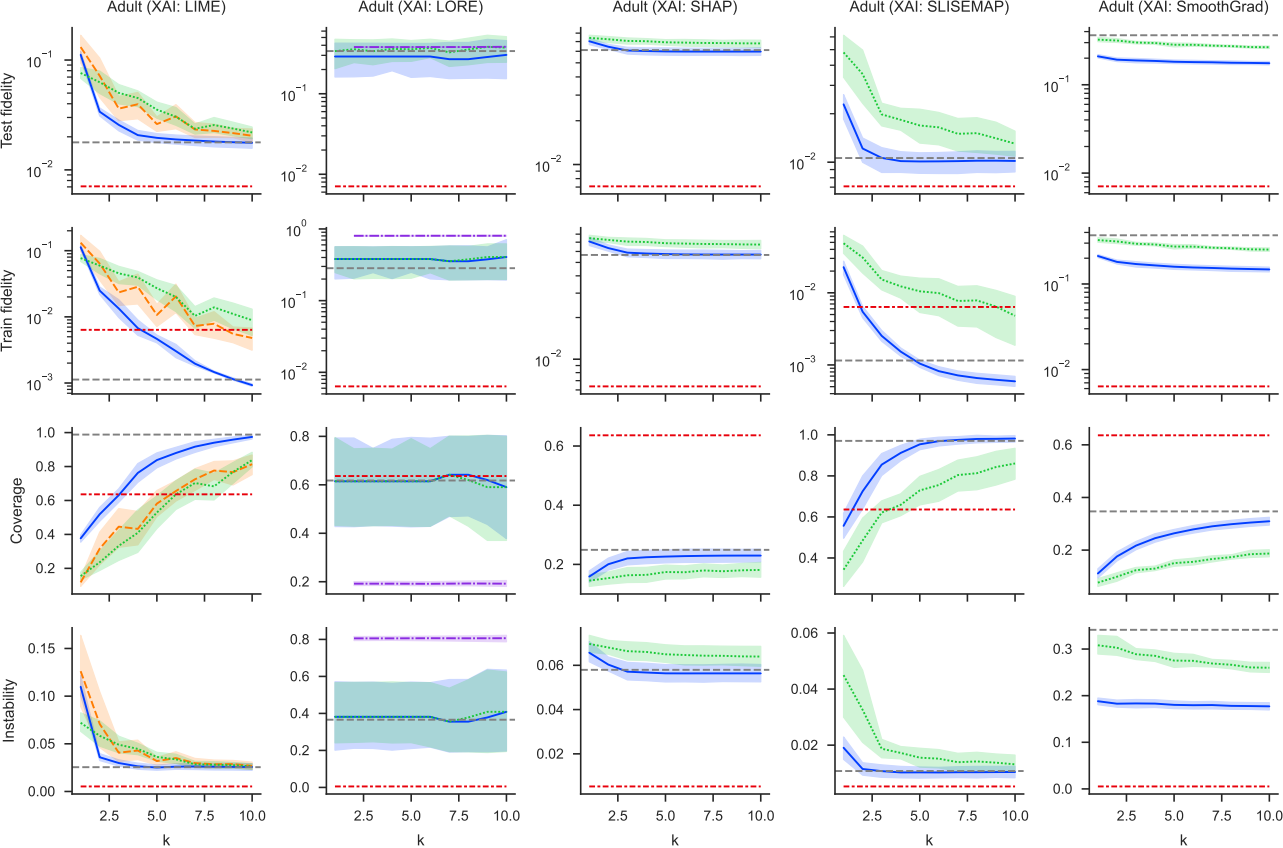 Adult (XAI: LIME) Adult (XAI: LORE) Adult (XAI: SHAP) Adult (XAI: SLISEMAP) Adult (XAI: SmoothGrad)
Test fidelity
10⁻¹ 10⁻²
10⁻¹ 10⁻²
10⁻²
10⁻²
10⁻¹ 10⁻²
Train fidelity
10⁻¹ 10⁻² 10⁻³
10⁰ 10⁻¹ 10⁻²
10⁻²
10⁻² 10⁻³
10⁻¹ 10⁻²
Coverage
1.0 0.8 0.6 0.4 0.2
0.8 0.6 0.4 0.2
0.6 0.4 0.2
1.0 0.8 0.6 0.4
0.6 0.4 0.2
Instability
0.15 0.10 0.05 0.00
0.8 0.6 0.4 0.2 0.0
0.06 0.04 0.02
0.06 0.04 0.02
0.3 0.2 0.1 0.0
2.5 5.0 7.5 10.0 2.5 5.0 7.5 10.0 2.5 5.0 7.5 10.0 2.5 5.0 7.5 10.0 2.5 5.0 7.5 10.0
k k k k k